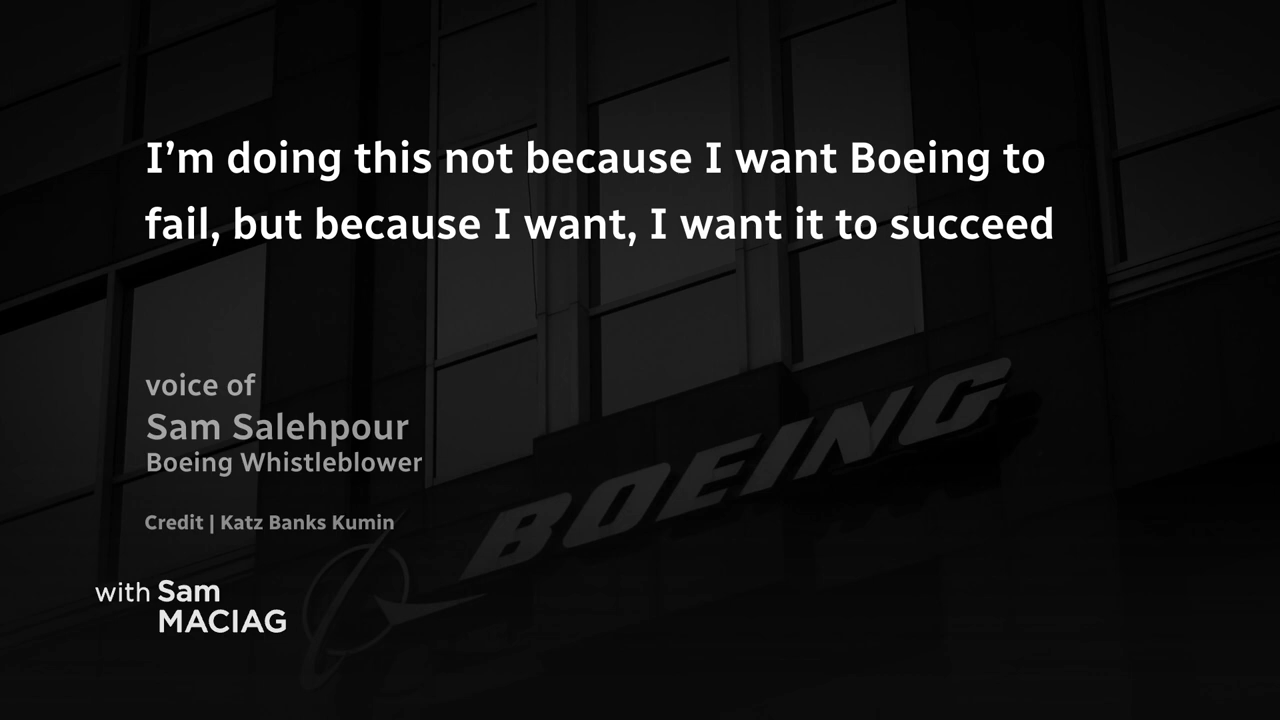 I’m doing this not because I want Boeing to
fail, but because I want, I want it to succeed
voice of
Sam Salehpour
Boeing Whistleblower
Credit | Katz Banks Kumin
BOEING
with Sam
MACIAG